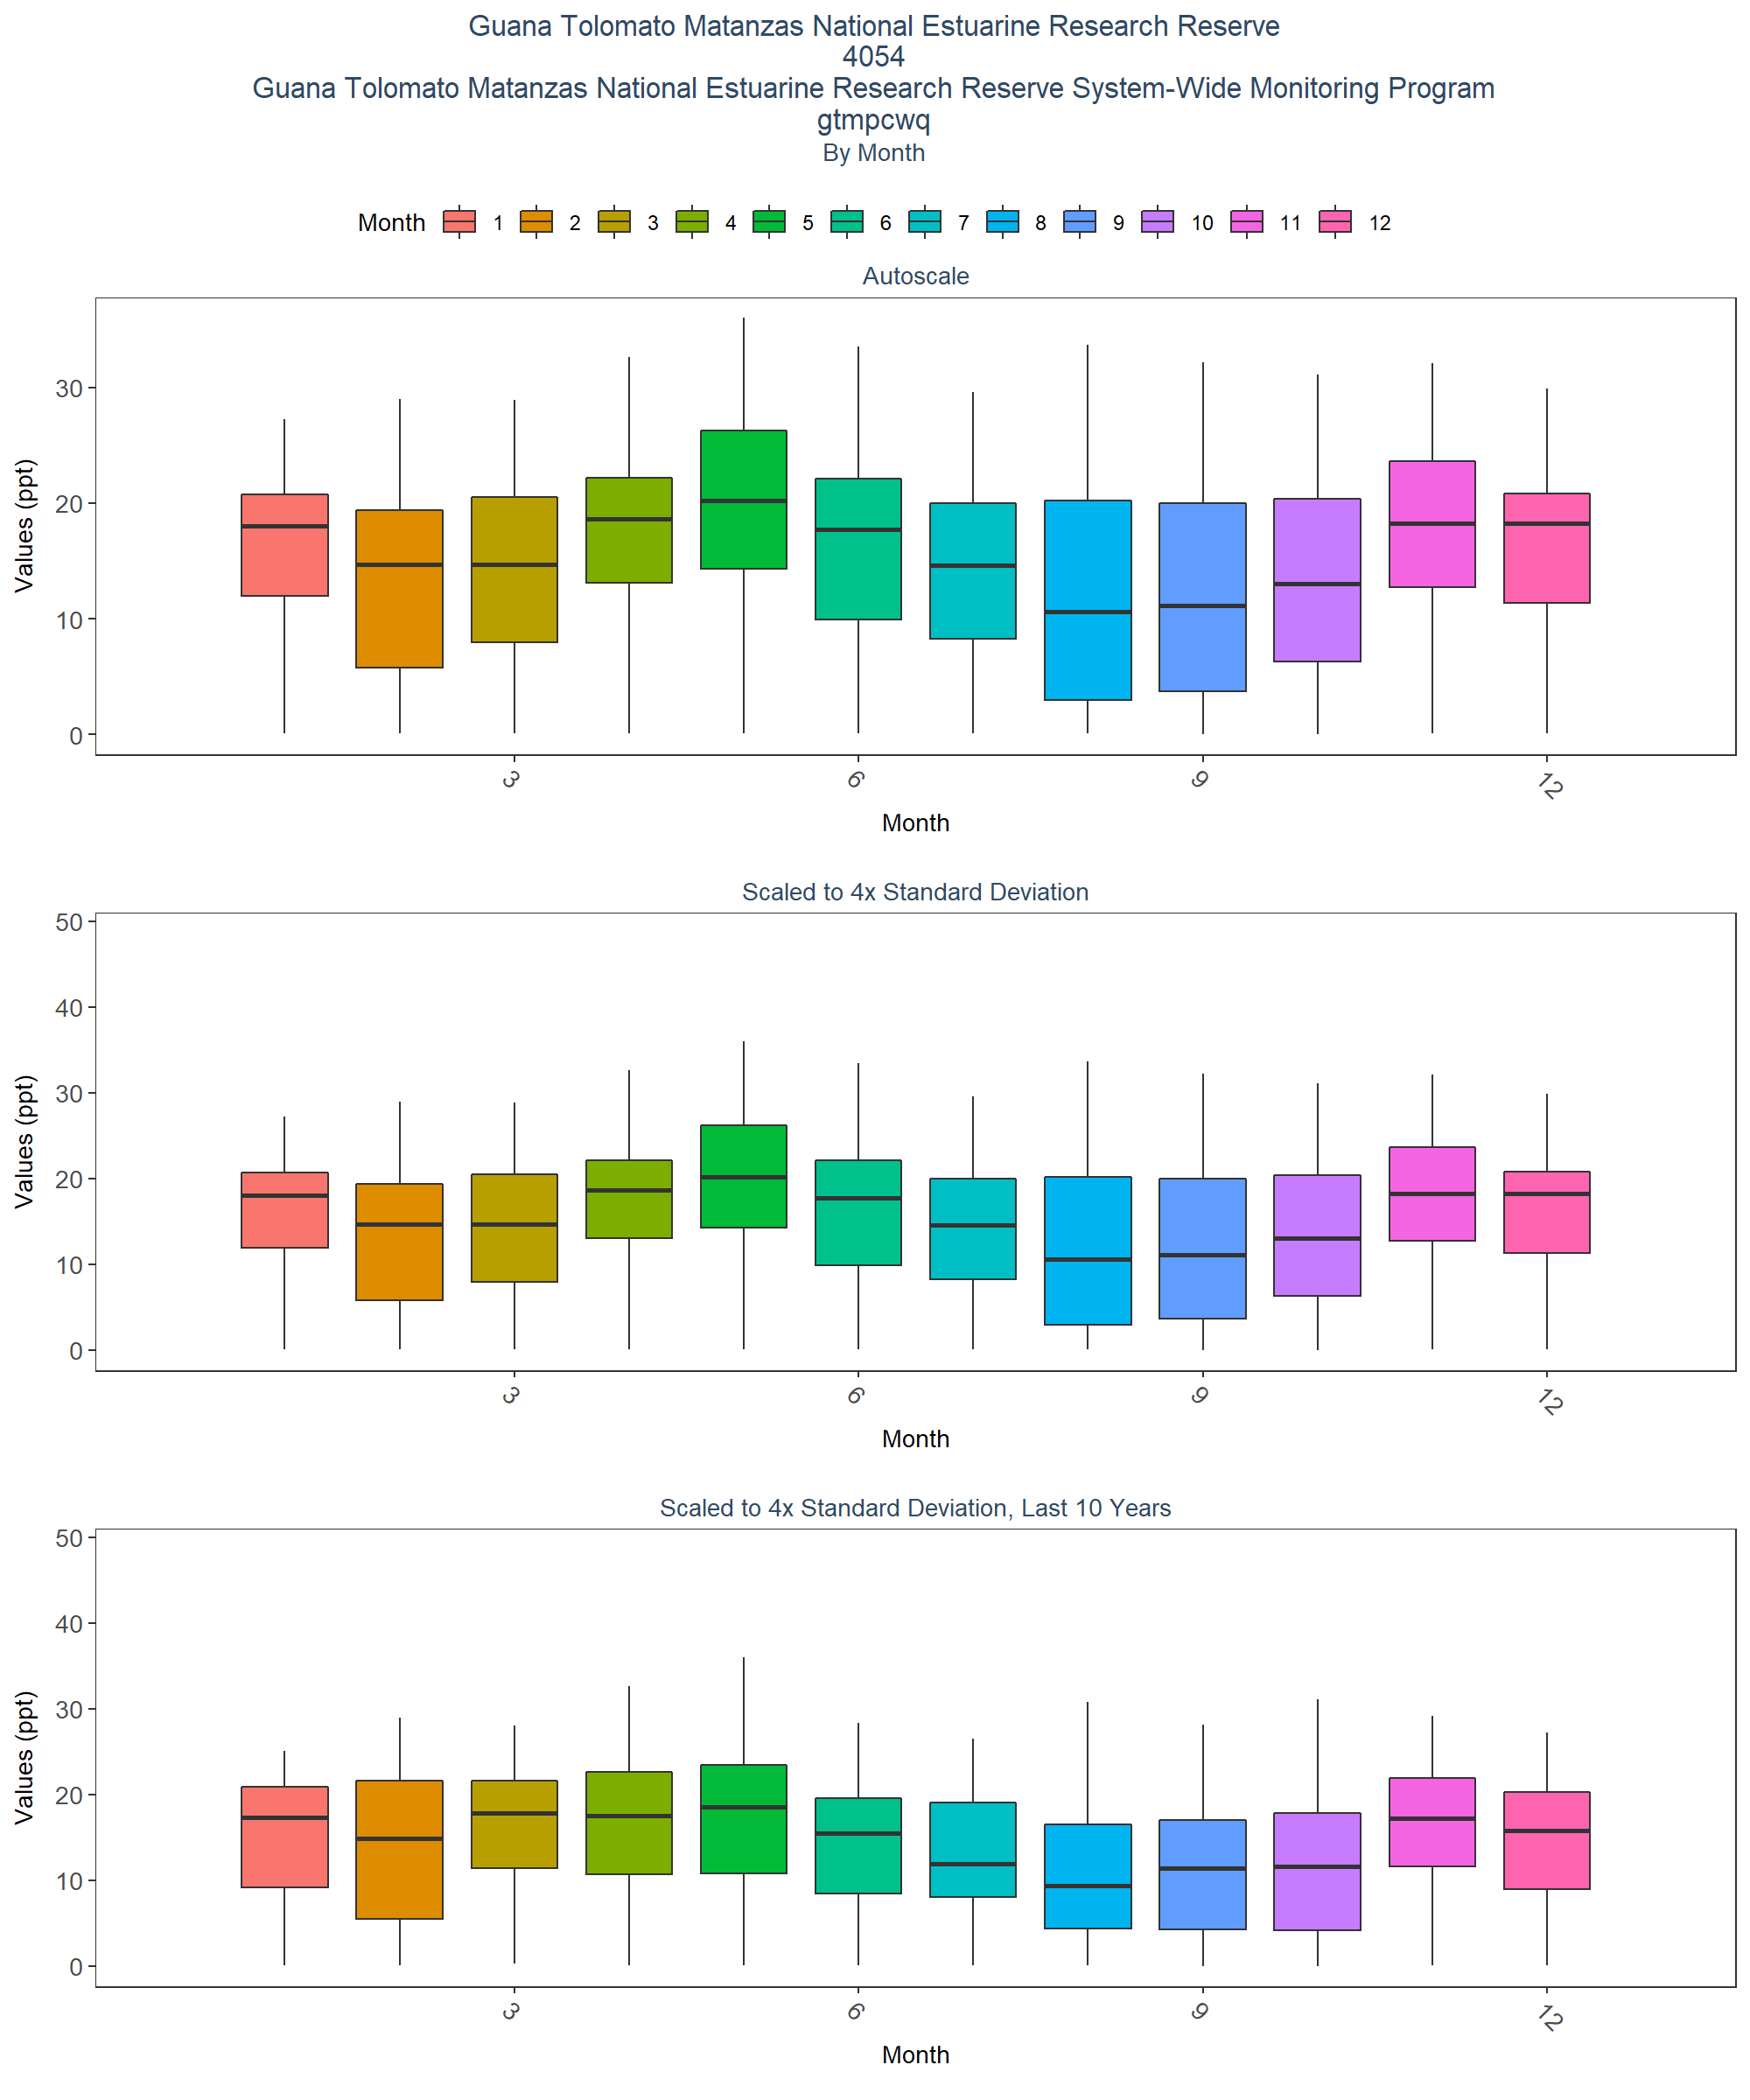 Guana Tolomato Matanzas National Estuarine Research Reserve
4054
Guana Tolomato Matanzas National Estuarine Research Reserve System-Wide Monitoring Program
gtmpcwq
By Month
Month 1 2 3 4 5 6 7 8 9 10 11 12
Autoscale
Values (ppt)
30
20
10
0
3 6 9 12
Month
Scaled to 4x Standard Deviation
Values (ppt)
50
40
30
20
10
0
3 6 9 12
Month
Scaled to 4x Standard Deviation, Last 10 Years
Values (ppt)
50
40
30
20
10
0
3 6 9 12
Month